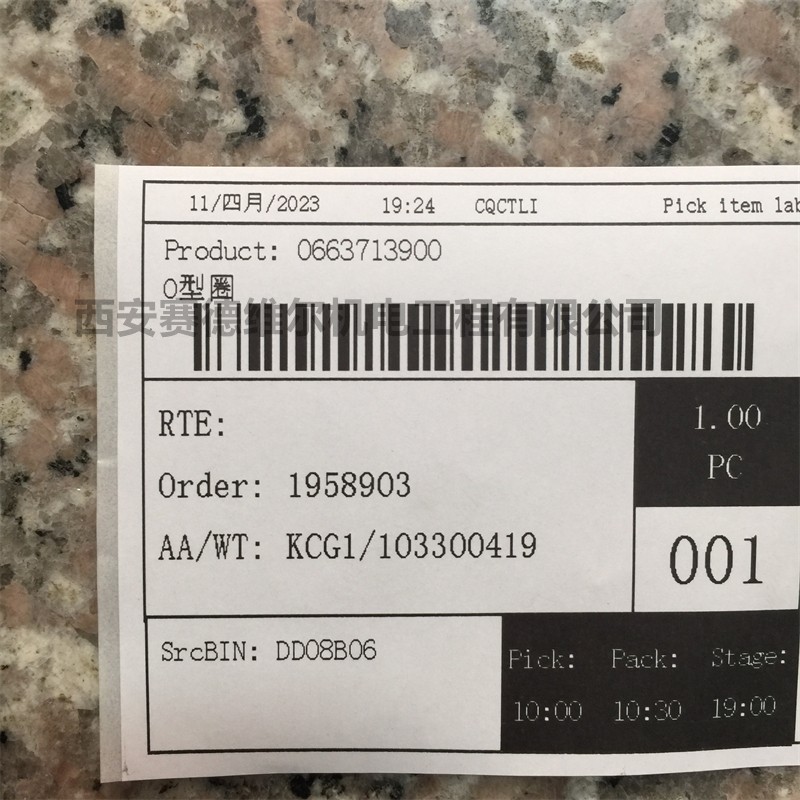 11/四月/2023 19:24 CQCTLI Pick item lab
Product: 0663713900
O型圈
西安赛德维尔机电工程有限公司
RTE:
1.00
PC
Order: 1958903
AA/WT: KCG1/103300419
001
SrcBIN: DD08B06
Pick: Pack: Stage:
10:00 10:30 19:00